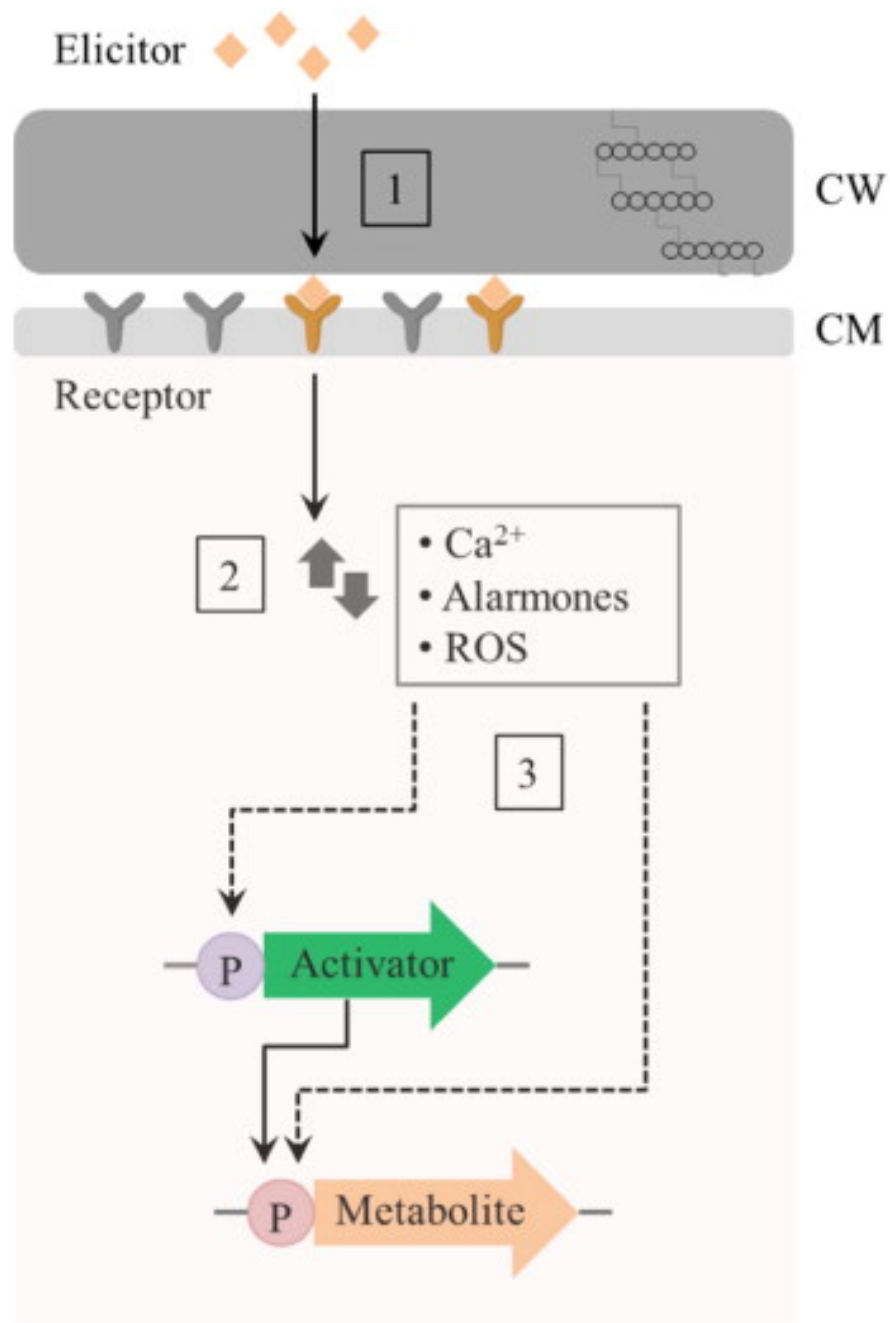 Elicitor
1
CW
CM
Receptor
2
• Ca²⁺
• Alarmones
• ROS
3
P
Activator
P
Metabolite